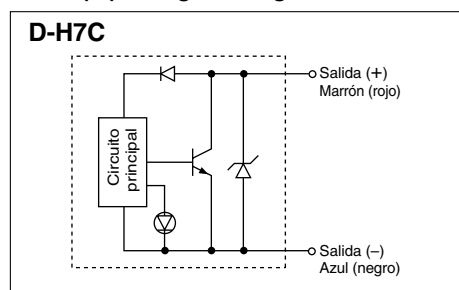 D-H7C
Salida (+)
Marrón (rojo)
Circuito
principal
Salida (–)
Azul (negro)